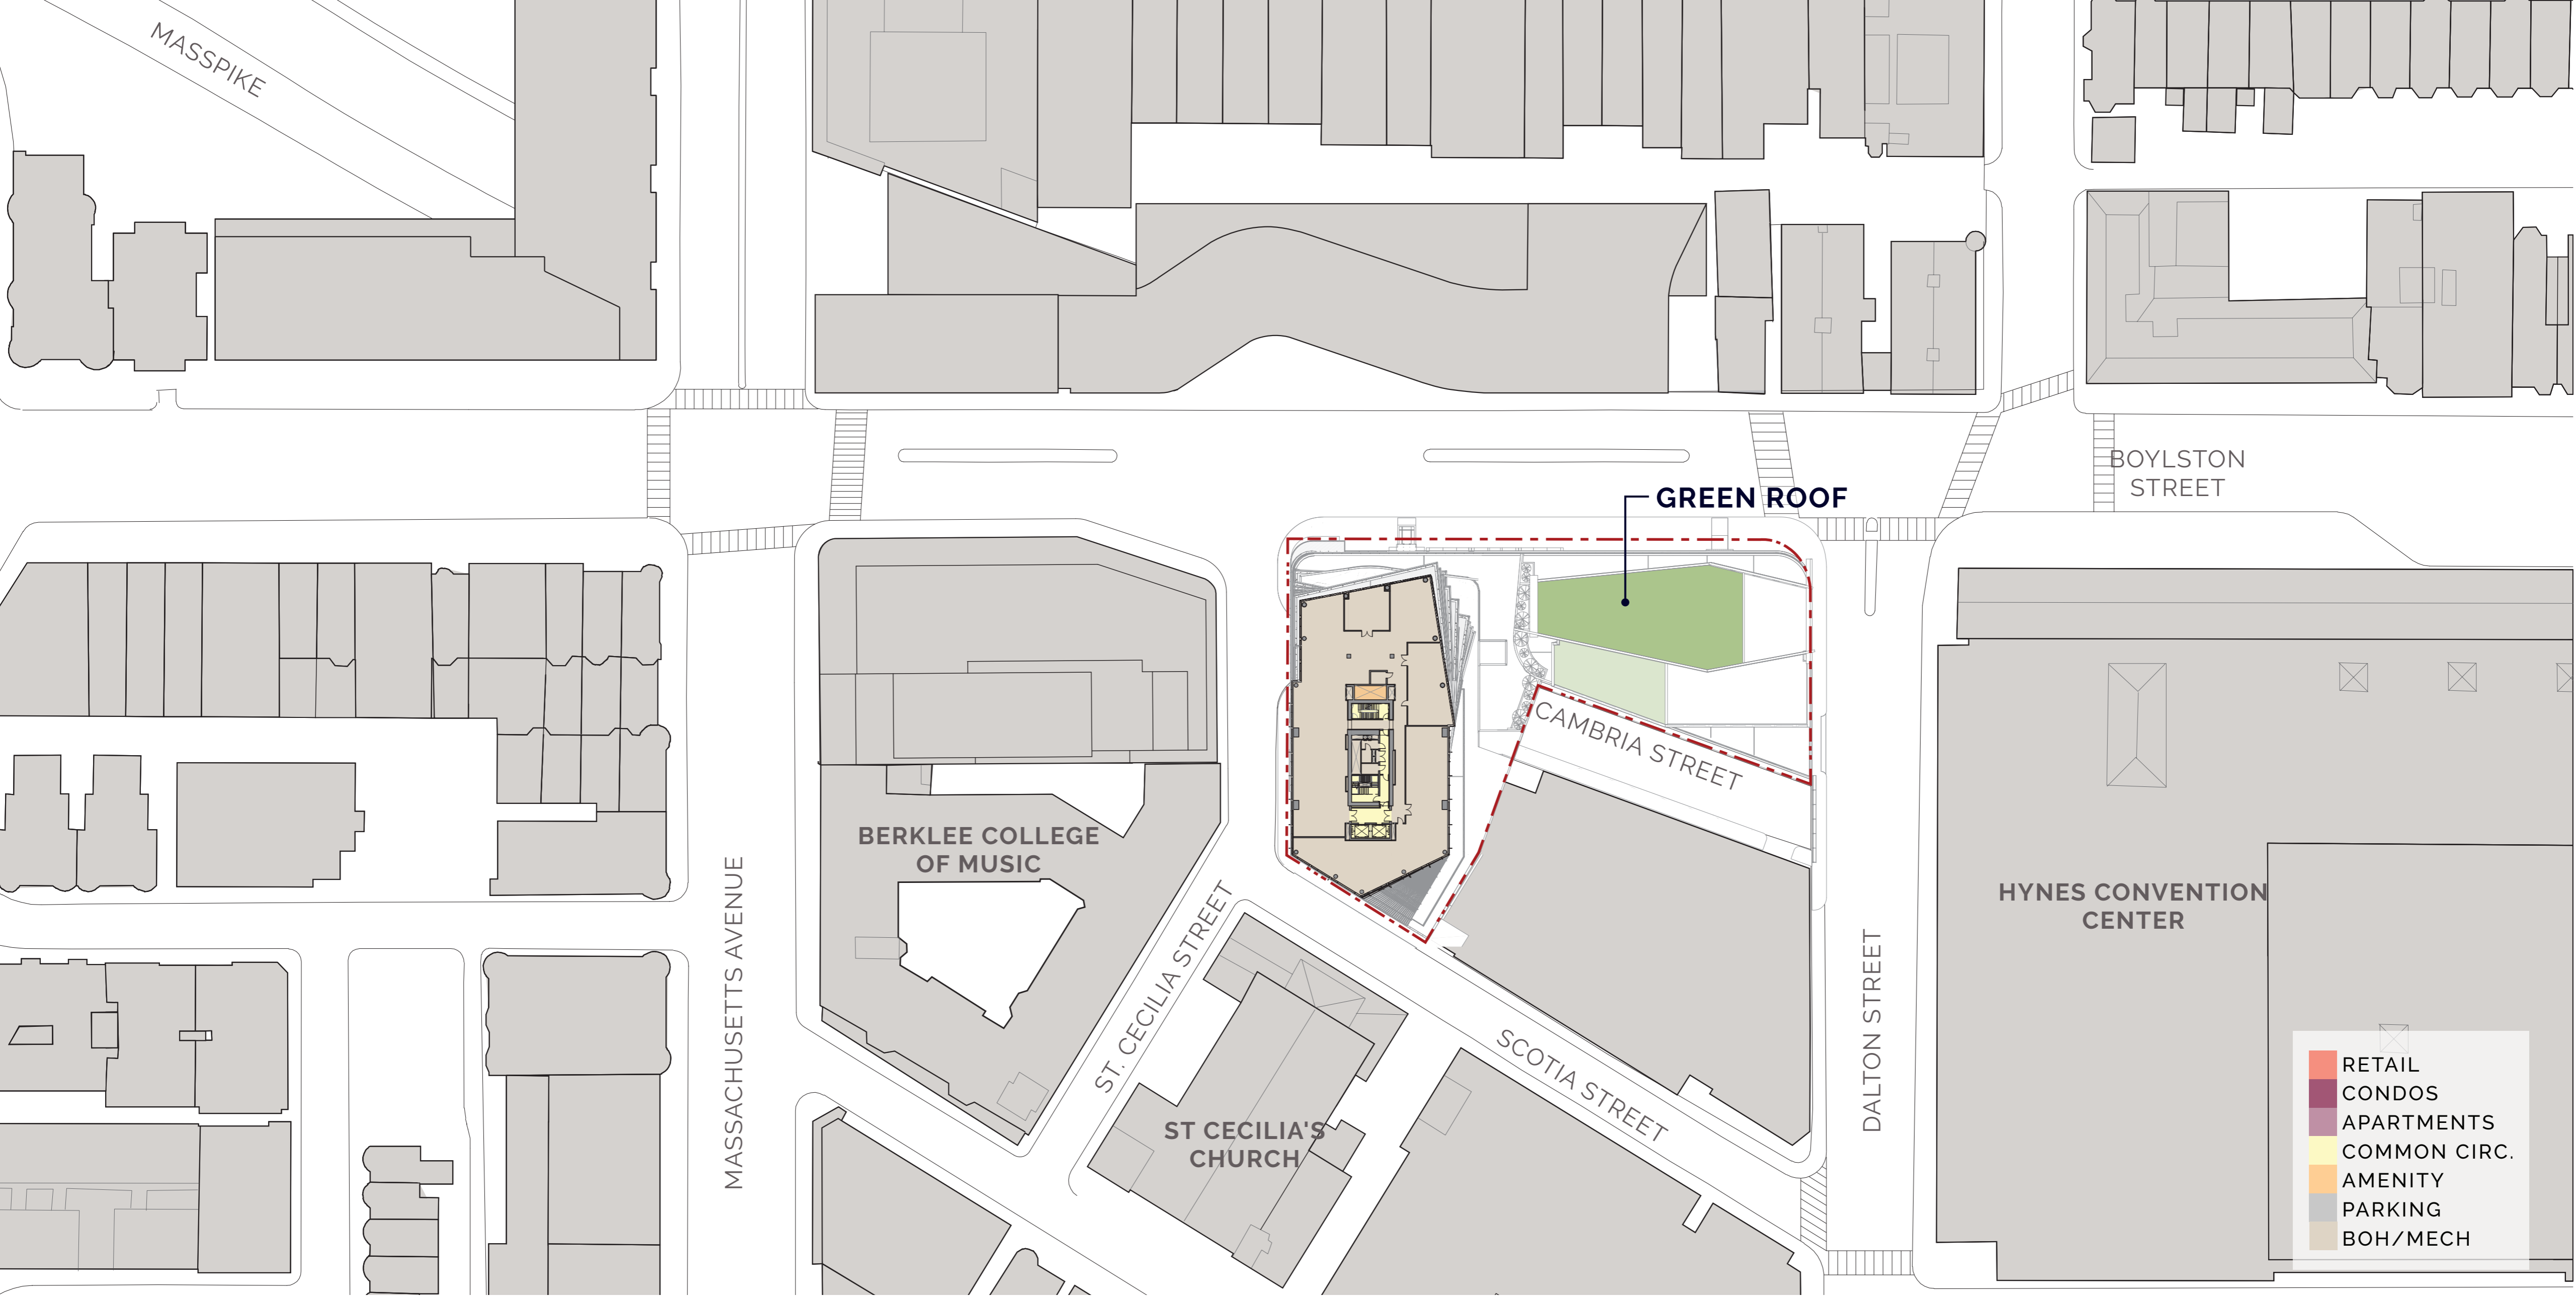 MASSPIKE
BOYLSTON
STREET
GREEN ROOF
CAMBRIA STREET
BERKLEE COLLEGE
OF MUSIC
MASSACHUSETTS AVENUE
ST. CECILIA STREET
HYNES CONVENTION
CENTER
DALTON STREET
SCOTIA STREET
ST CECILIA'S
CHURCH
RETAIL
CONDOS
APARTMENTS
COMMON CIRC.
AMENITY
PARKING
BOH/MECH